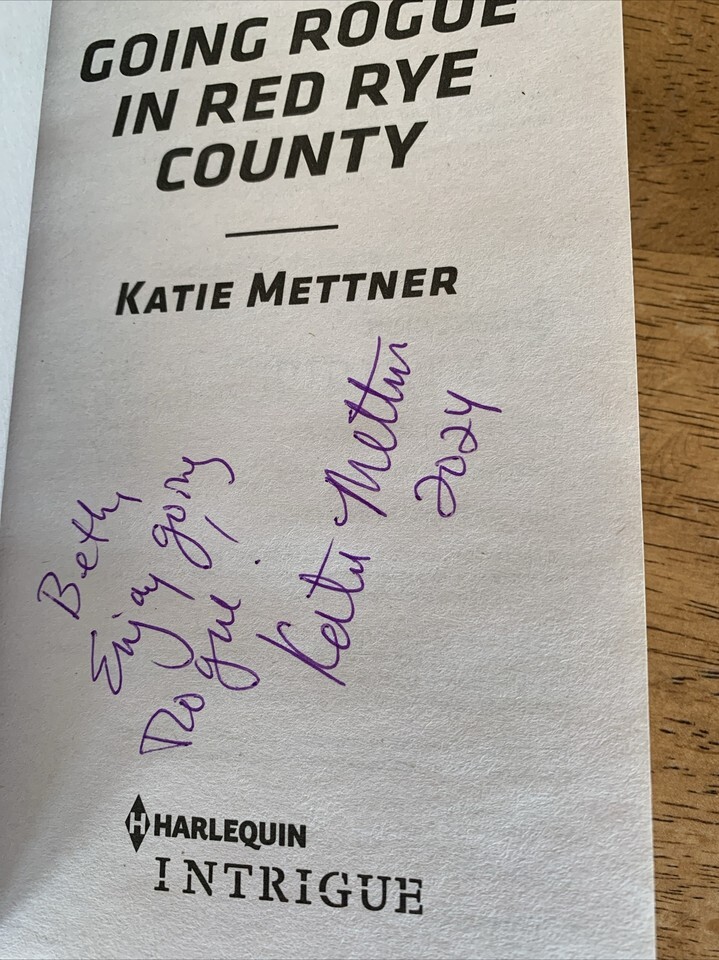 GOING ROGUE
IN RED RYE
COUNTY
KATIE METTNER
Beth,
Enjoy going
Rogue!
Katie Mettner
2024
H HARLEQUIN
INTRIGUE